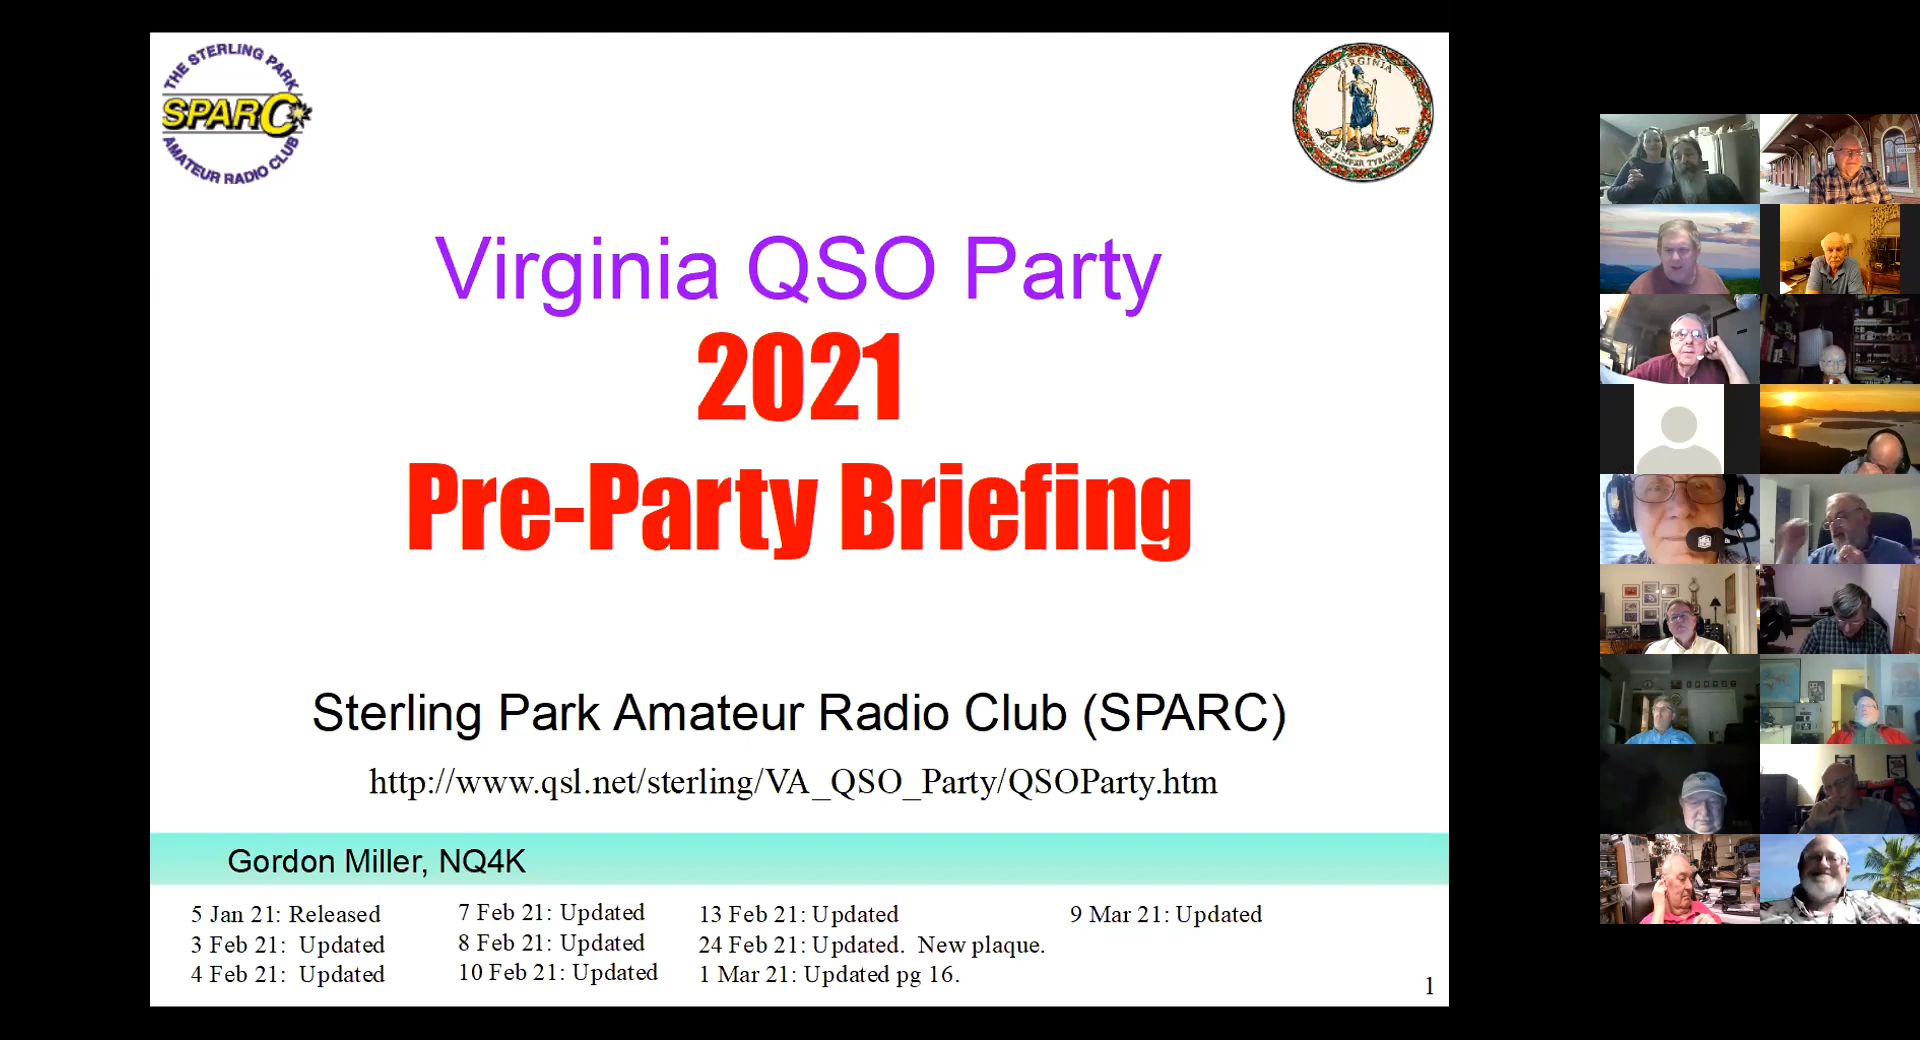 THE STERLING PARK
SPARC
AMATEUR RADIO CLUB
VIRGINIA
SIC SEMPER TYRANNIS
Virginia QSO Party
2021
Pre-Party Briefing
Sterling Park Amateur Radio Club (SPARC)
http://www.qsl.net/sterling/VA_QSO_Party/QSOParty.htm
Gordon Miller, NQ4K
5 Jan 21: Released
3 Feb 21: Updated
4 Feb 21: Updated
7 Feb 21: Updated
8 Feb 21: Updated
10 Feb 21: Updated
13 Feb 21: Updated
24 Feb 21: Updated. New plaque.
1 Mar 21: Updated pg 16.
9 Mar 21: Updated
1